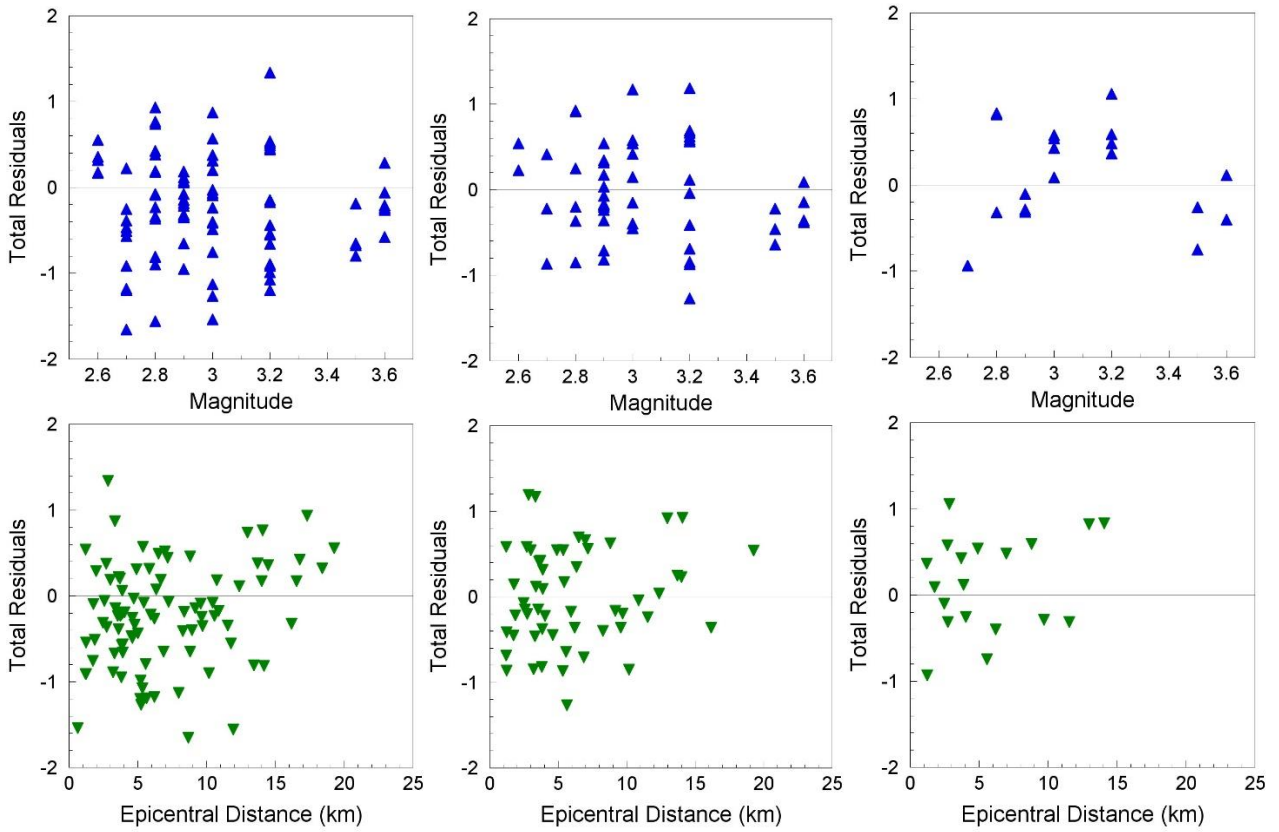 2
1
0
-1
-2
Total Residuals
2.6 2.8 3 3.2 3.4 3.6
Magnitude
2
1
0
-1
-2
Total Residuals
2.6 2.8 3 3.2 3.4 3.6
Magnitude
2
1
0
-1
-2
Total Residuals
2.6 2.8 3 3.2 3.4 3.6
Magnitude
2
1
0
-1
-2
Total Residuals
0 5 10 15 20 25
Epicentral Distance (km)
2
1
0
-1
-2
Total Residuals
0 5 10 15 20 25
Epicentral Distance (km)
2
1
0
-1
-2
Total Residuals
0 5 10 15 20 25
Epicentral Distance (km)